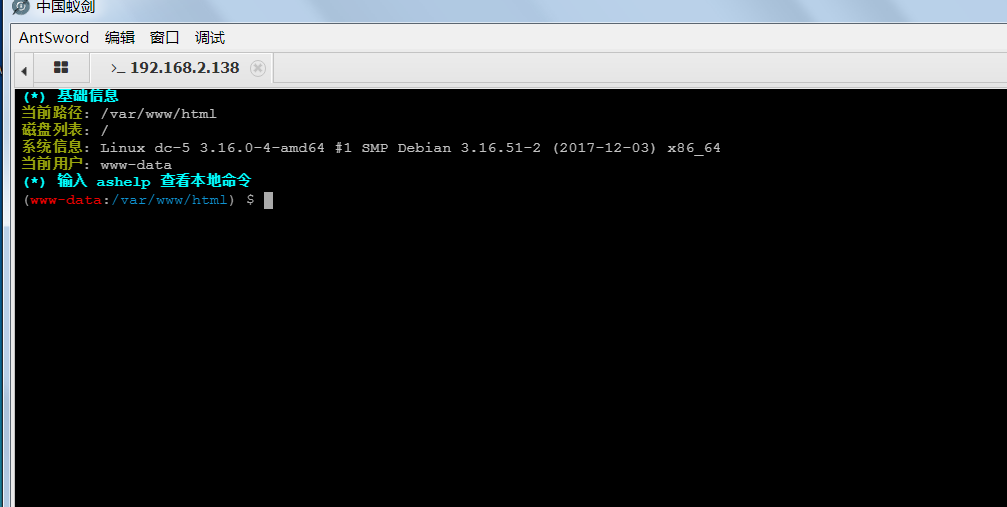 中国蚁剑
AntSword 编辑 窗口 调试
>_ 192.168.2.138
(*) 基础信息
当前路径: /var/www/html
磁盘列表: /
系统信息: Linux dc-5 3.16.0-4-amd64 #1 SMP Debian 3.16.51-2 (2017-12-03) x86_64
当前用户: www-data
(*) 输入 ashelp 查看本地命令
(www-data:/var/www/html) $